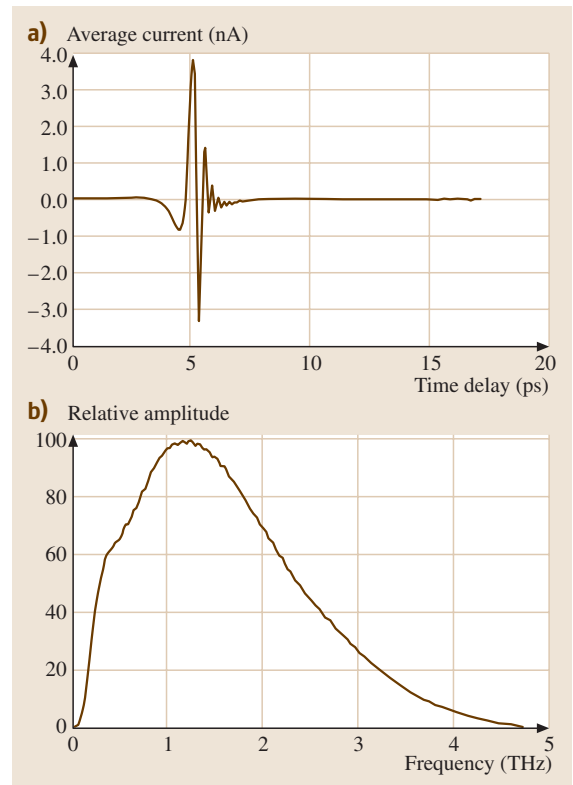 a) Average current (nA)
4.0
3.0
2.0
1.0
0.0
−1.0
−2.0
−3.0
−4.0
0 5 10 15 20
Time delay (ps)
b) Relative amplitude
100
80
60
40
20
0
0 1 2 3 4 5
Frequency (THz)